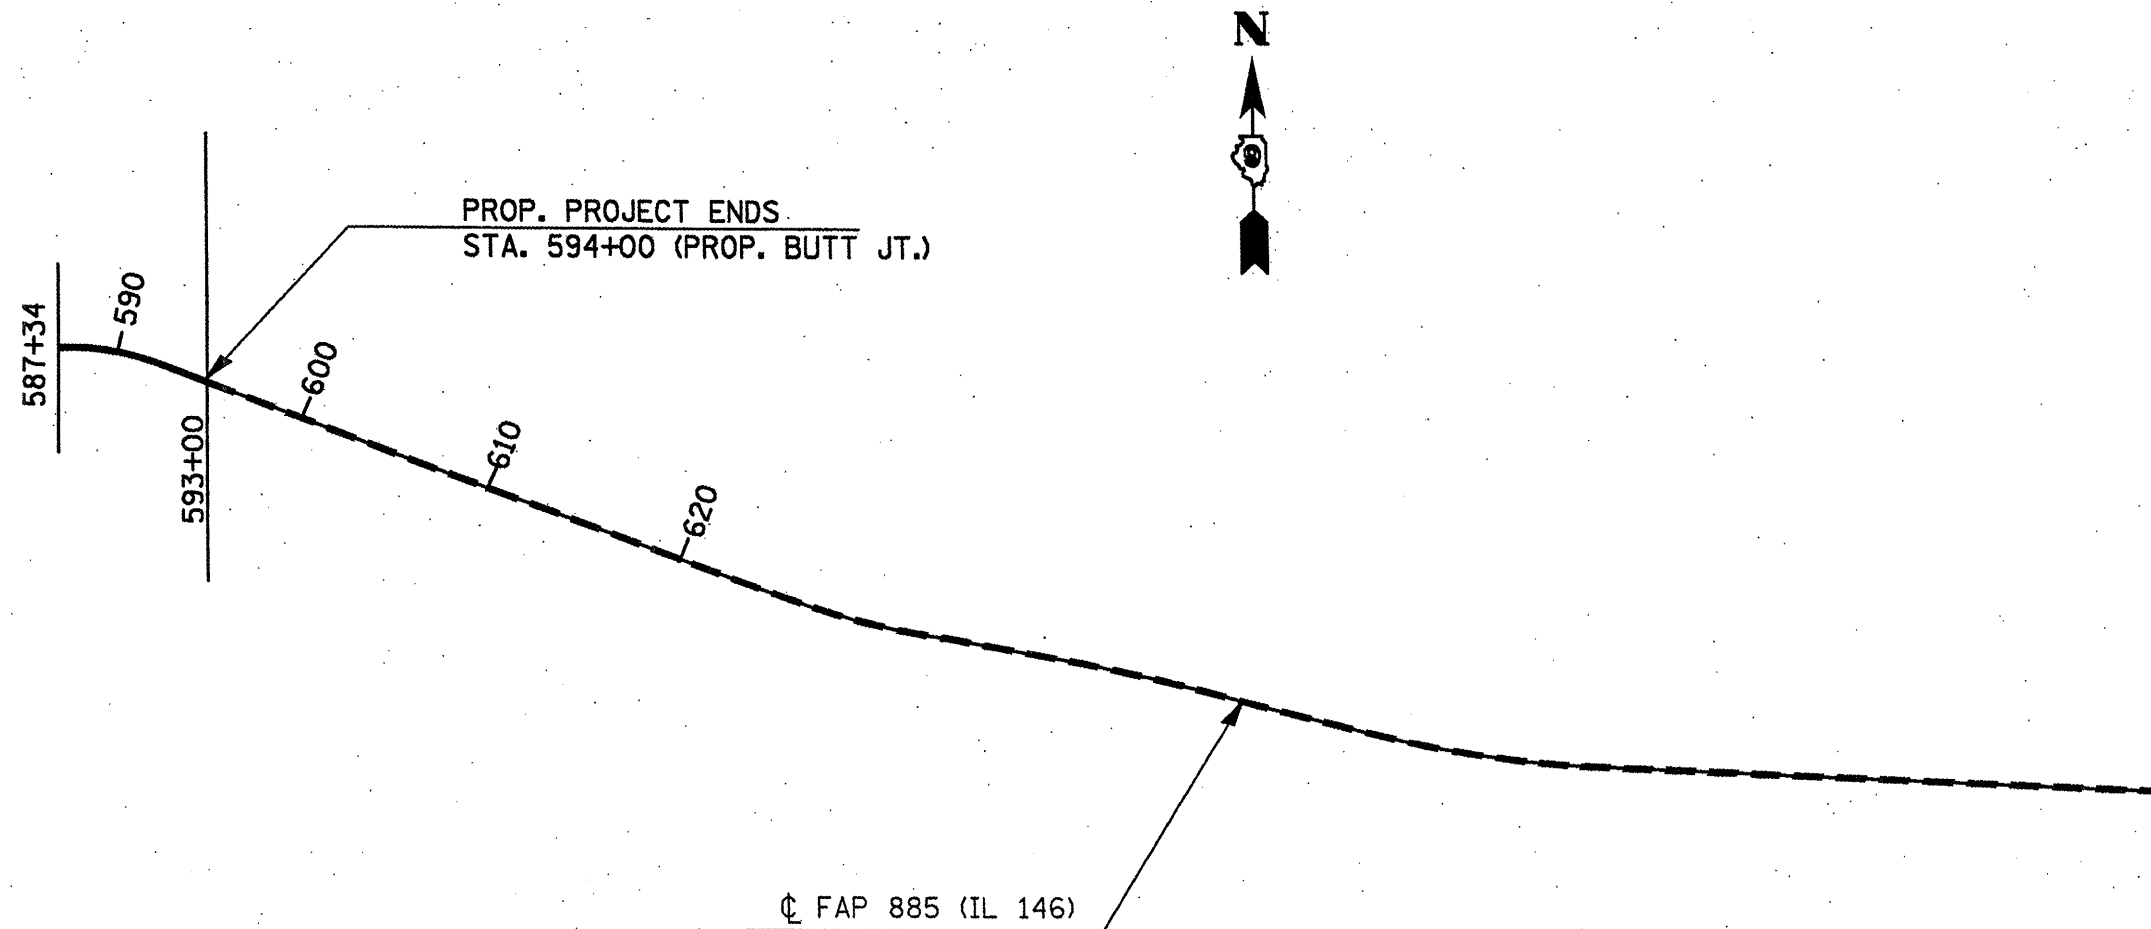 N
9
PROP. PROJECT ENDS
STA. 594+00 (PROP. BUTT JT.)
587+34
590
593+00
600
610
620
℄ FAP 885 (IL 146)